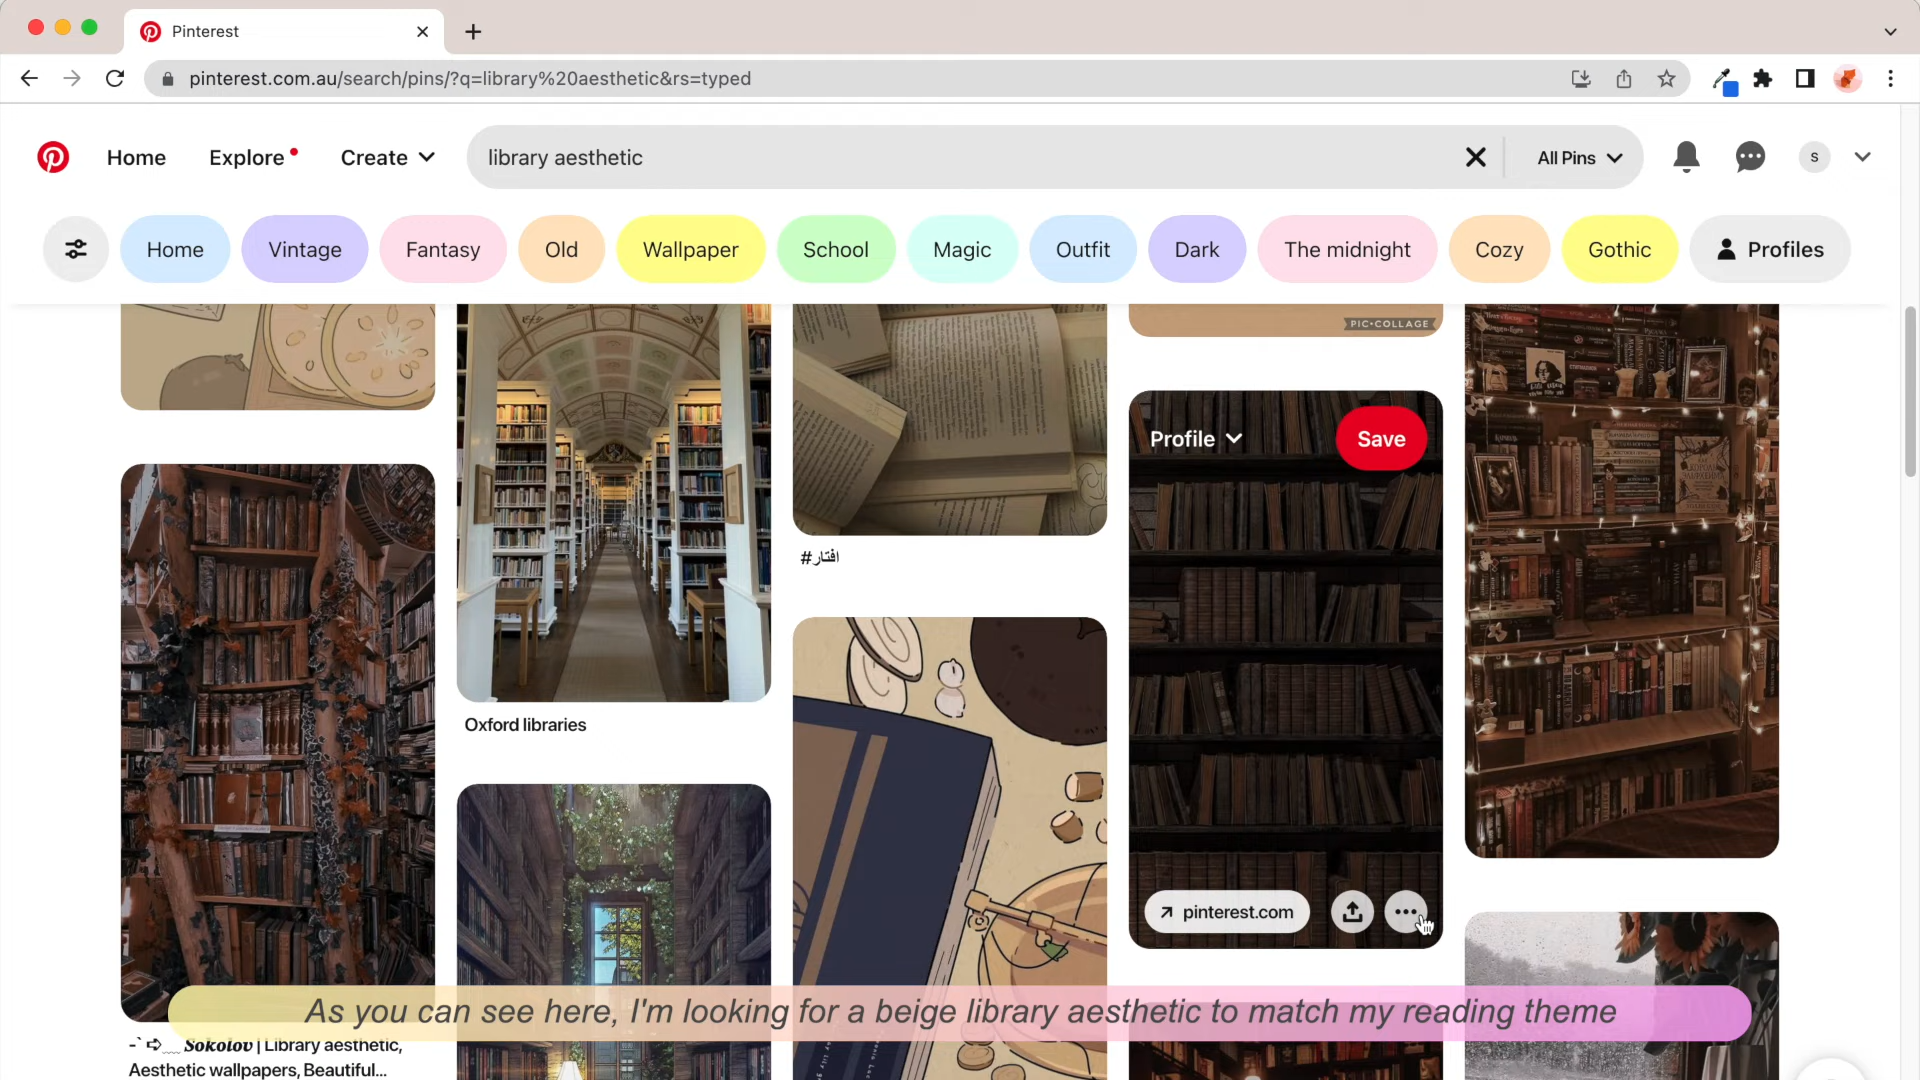 Pinterest
pinterest.com.au/search/pins/?q=library%20aesthetic&rs=typed
Home
Explore
Create
library aesthetic
All Pins
S
Home
Vintage
Fantasy
Old
Wallpaper
School
Magic
Outfit
Dark
The midnight
Cozy
Gothic
Profiles
PIC•COLLAGE
Profile
Save
#افتار
Oxford libraries
pinterest.com
As you can see here, I'm looking for a beige library aesthetic to match my reading theme
Sokolov | Library aesthetic,
Aesthetic wallpapers, Beautiful...